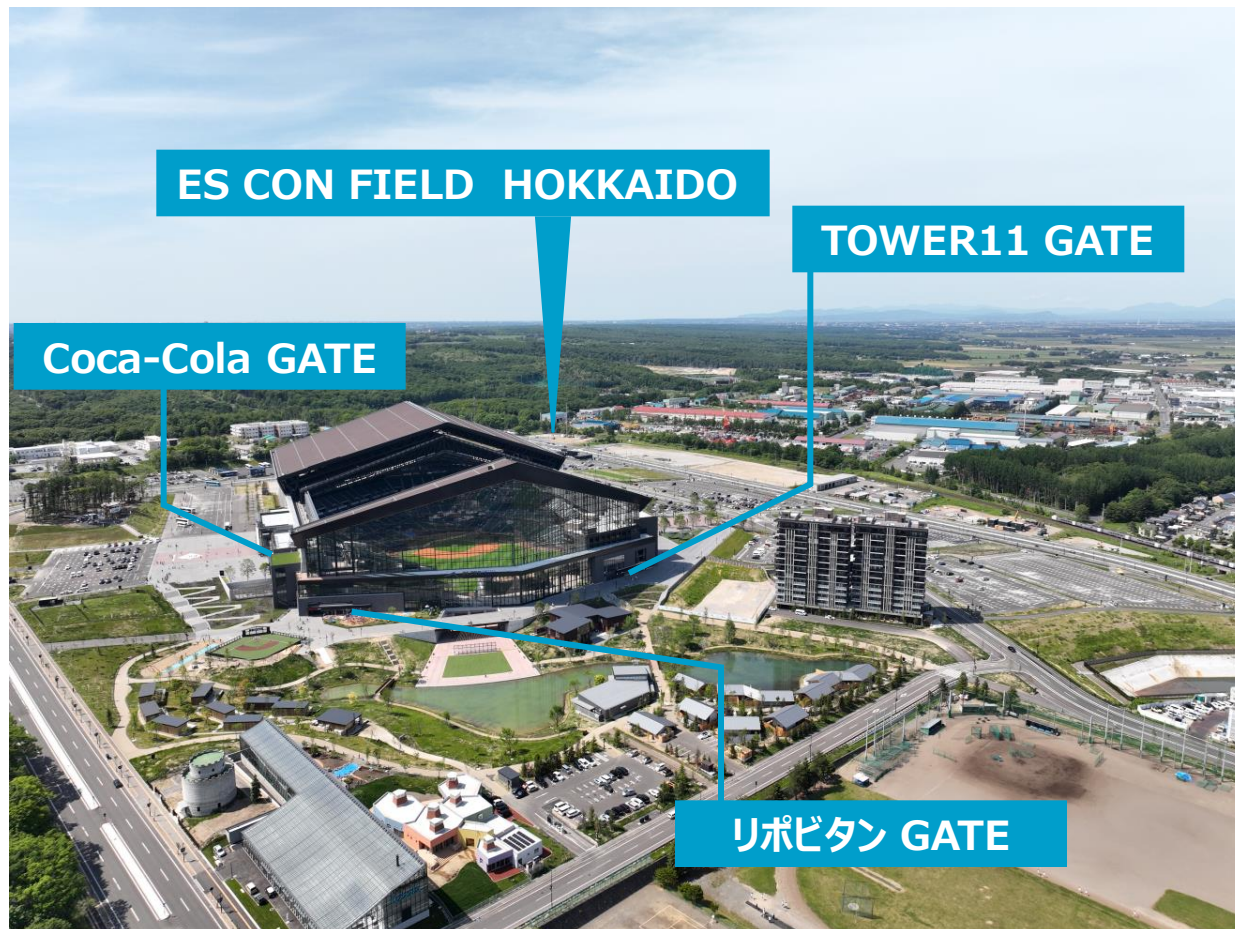 ES CON FIELD HOKKAIDO
TOWER11 GATE
Coca-Cola GATE
リポビタン GATE